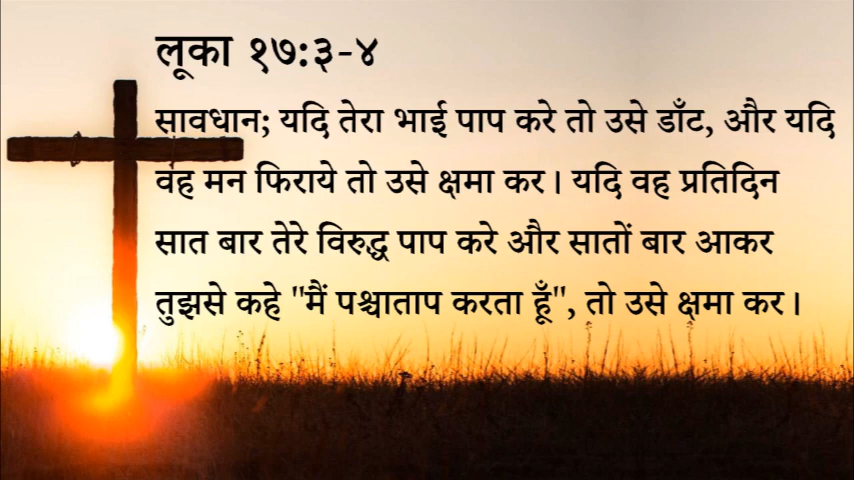 लूका १७:३-४
सावधान; यदि तेरा भाई पाप करे तो उसे डाँट, और यदि
वह मन फिराये तो उसे क्षमा कर। यदि वह प्रतिदिन
सात बार तेरे विरुद्ध पाप करे और सातों बार आकर
तुझसे कहे "मैं पश्चाताप करता हूँ", तो उसे क्षमा कर।